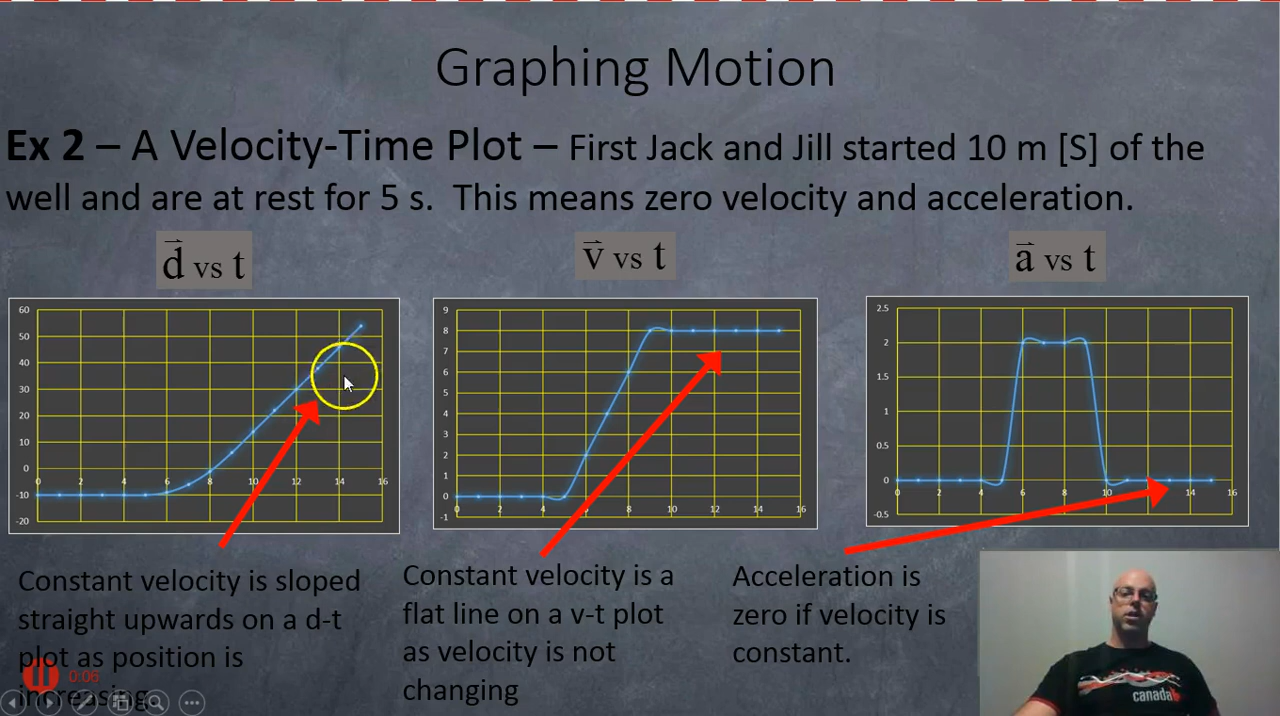 Graphing Motion
Ex 2 – A Velocity-Time Plot – First Jack and Jill started 10 m [S] of the
well and are at rest for 5 s.  This means zero velocity and acceleration.
d vs t
v vs t
a vs t
60
50
40
30
20
10
0
-10
-20
0 2 4 6 8 10 12 14 16
9
8
7
6
5
4
3
2
1
0
-1
0 2 4 6 8 10 12 14 16
2.5
2
1.5
1
0.5
0
-0.5
0 2 4 6 8 10 12 14 16
Constant velocity is sloped
straight upwards on a d-t
plot as position is
increasing.
Constant velocity is a
flat line on a v-t plot
as velocity is not
changing
Acceleration is
zero if velocity is
constant.
0:06
canada